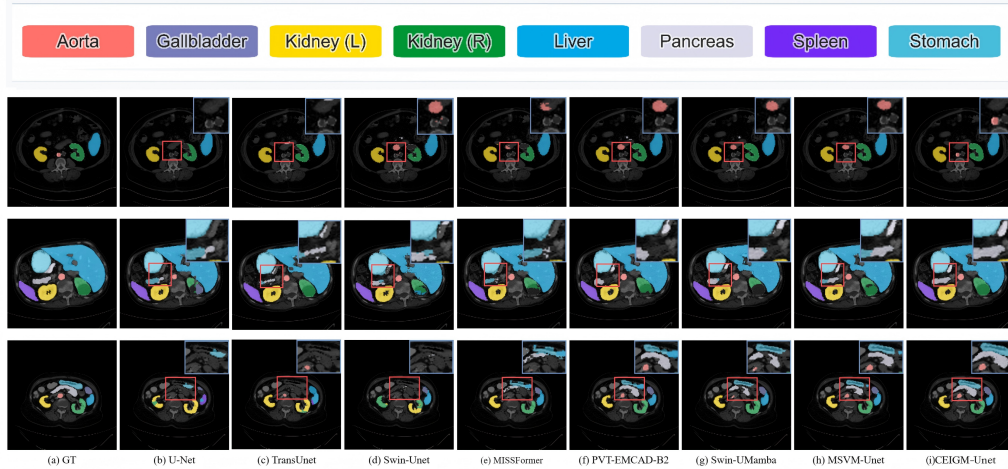 Aorta Gallbladder Kidney (L) Kidney (R) Liver Pancreas Spleen Stomach
(a) GT (b) U-Net (c) TransUnet (d) Swin-Unet (e) MISSFormer (f) PVT-EMCAD-B2 (g) Swin-UMamba (h) MSVM-Unet (i)CEIGM-Unet